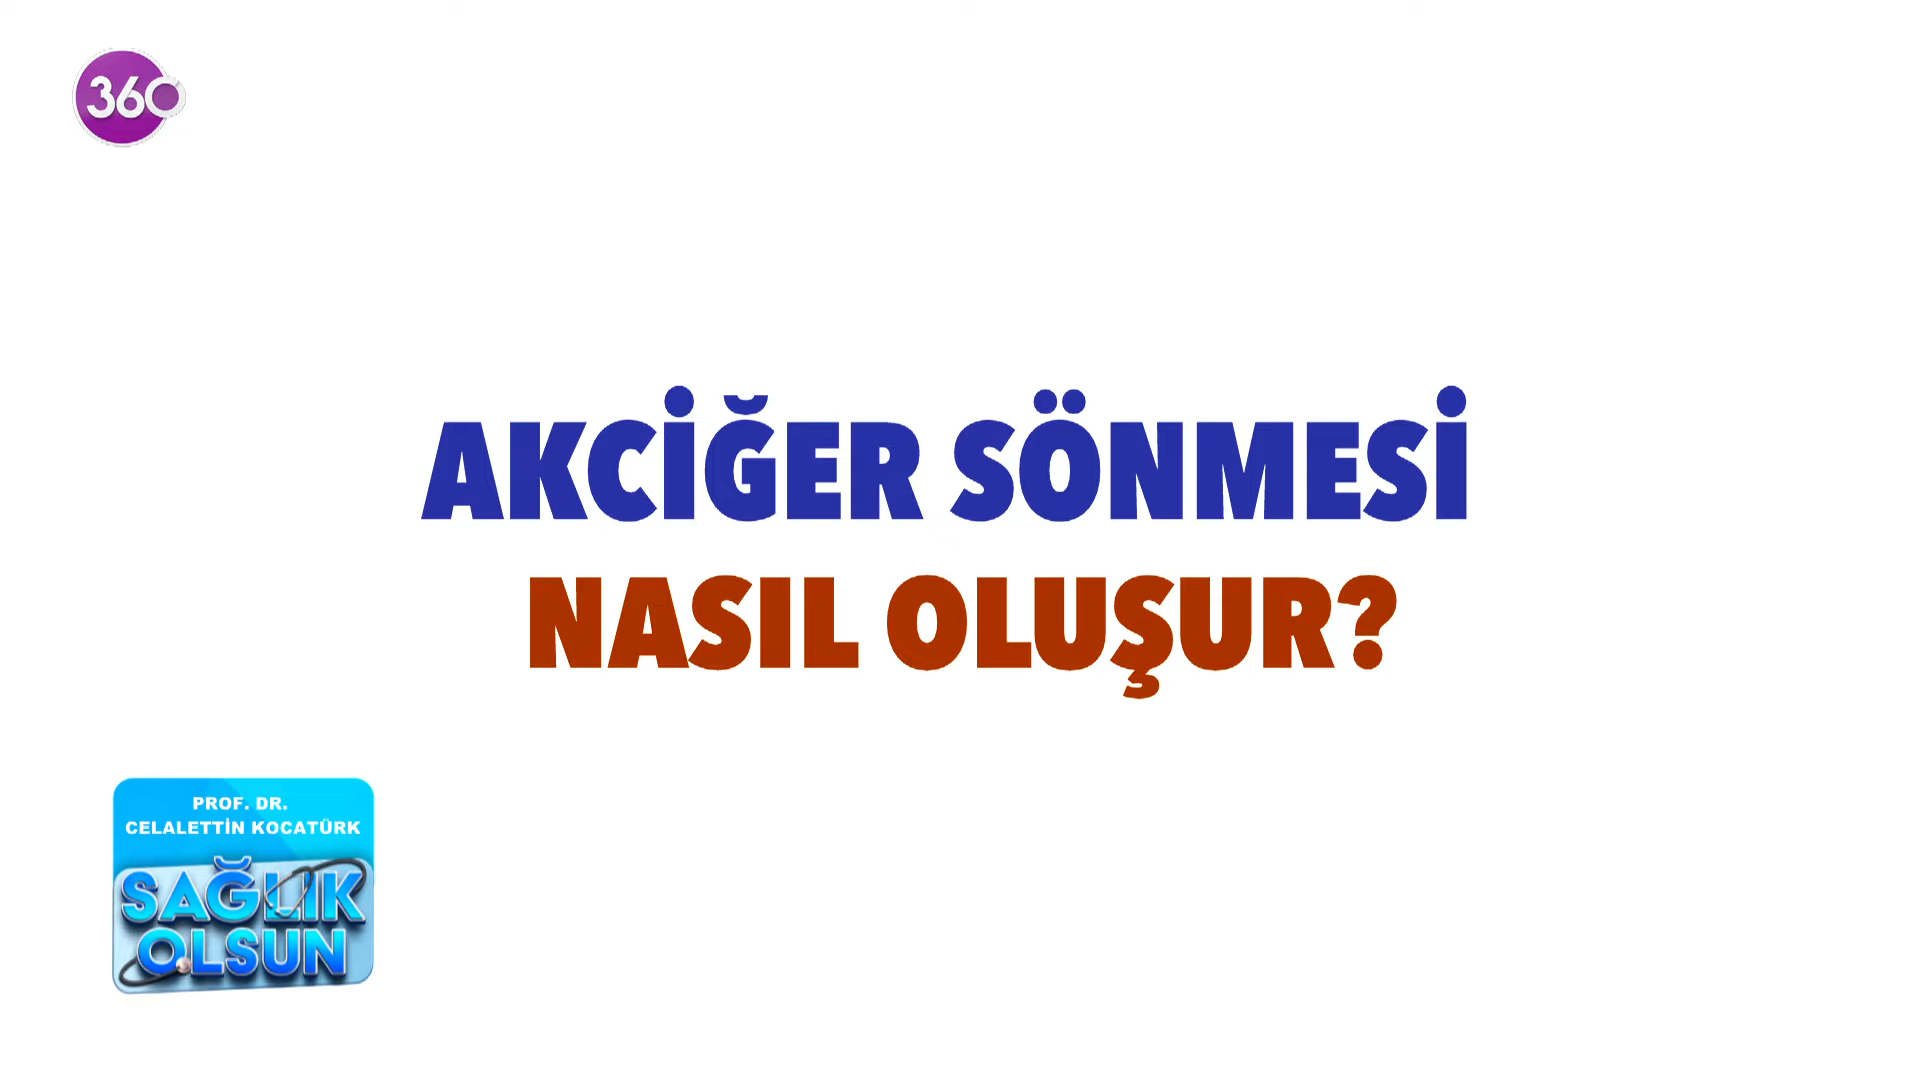 360
AKCİĞER SÖNMESİ
NASIL OLUŞUR?
PROF. DR.
CELALETTİN KOCATÜRK
SAĞLIK
OLSUN